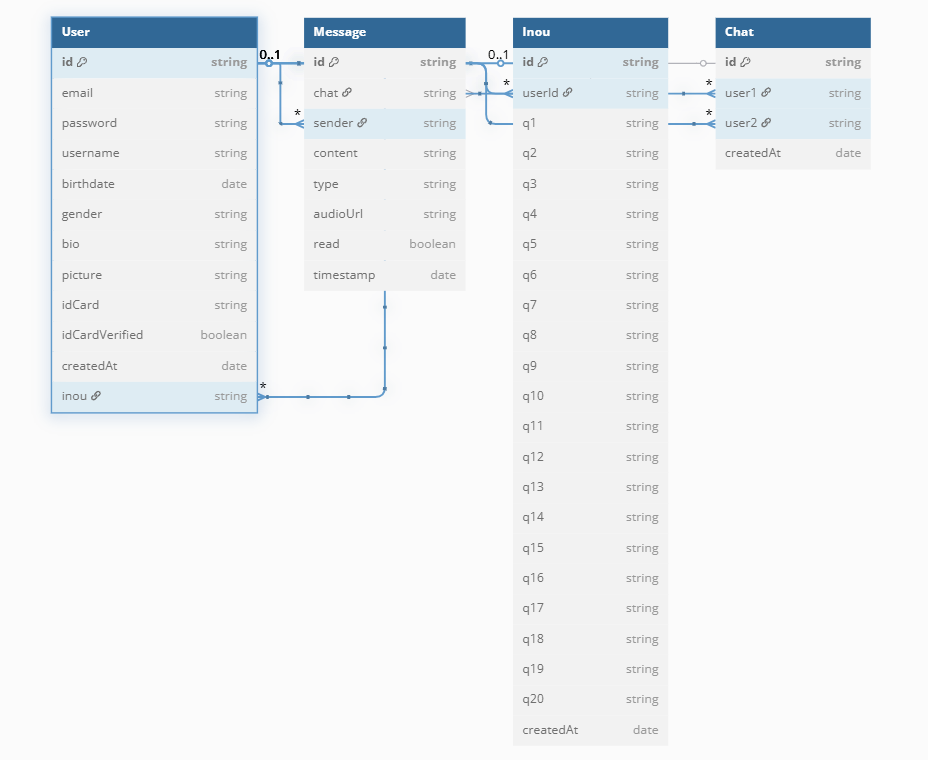 User
id string
email string
password string
username string
birthdate date
gender string
bio string
picture string
idCard string
idCardVerified boolean
createdAt date
inou string
0..1
*
*
Message
id string
chat string
sender string
content string
type string
audioUrl string
read boolean
timestamp date
0..1
*
Inou
id string
userId string
q1 string
q2 string
q3 string
q4 string
q5 string
q6 string
q7 string
q8 string
q9 string
q10 string
q11 string
q12 string
q13 string
q14 string
q15 string
q16 string
q17 string
q18 string
q19 string
q20 string
createdAt date
*
*
Chat
id string
user1 string
user2 string
createdAt date